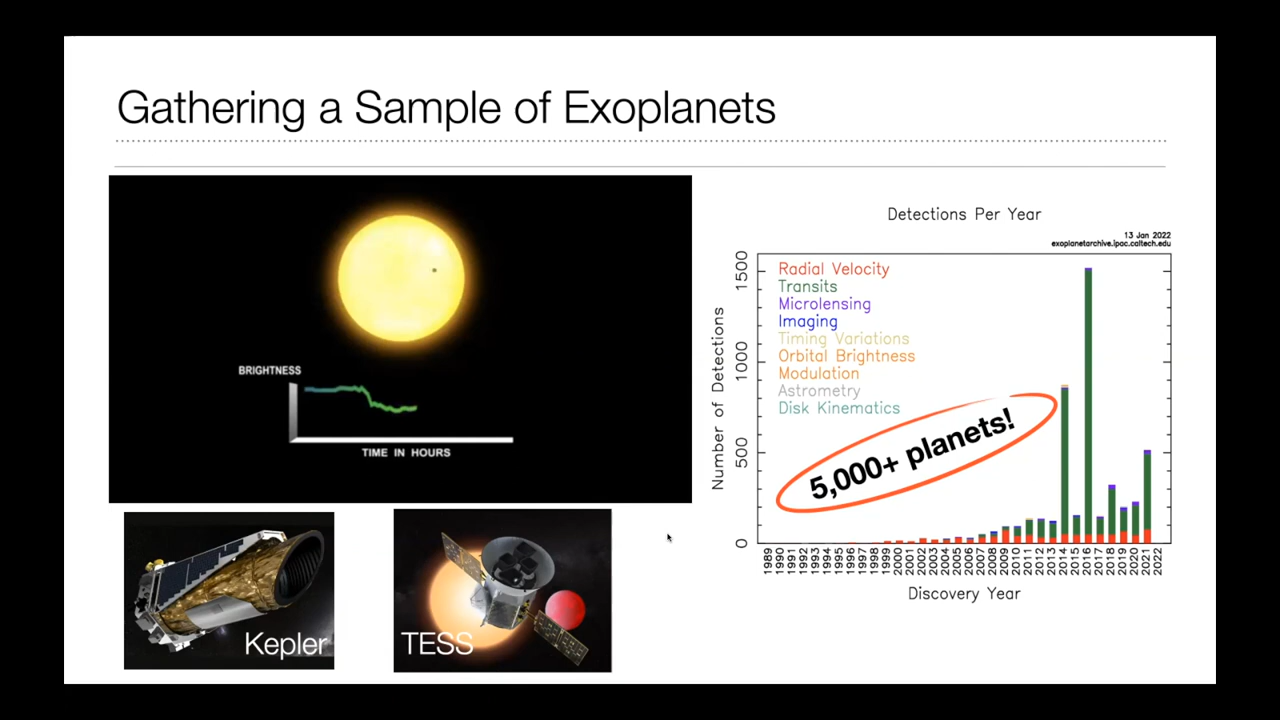 Gathering a Sample of Exoplanets
BRIGHTNESS
TIME IN HOURS
Kepler
TESS
Detections Per Year
13 Jan 2022
exoplanetarchive.ipac.caltech.edu
Radial Velocity
Transits
Microlensing
Imaging
Timing Variations
Orbital Brightness
Modulation
Astrometry
Disk Kinematics
5,000+ planets!
Number of Detections
1500
1000
500
0
1989
1990
1991
1992
1993
1994
1995
1996
1997
1998
1999
2000
2001
2002
2003
2004
2005
2006
2007
2008
2009
2010
2011
2012
2013
2014
2015
2016
2017
2018
2019
2020
2021
2022
Discovery Year